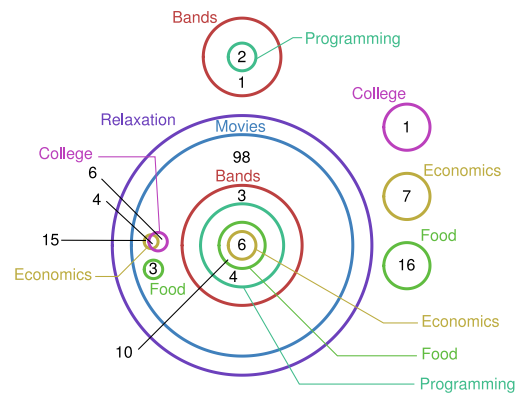 Bands
Programming
2
1
College
Relaxation
Movies
1
College
98
Economics
6
Bands
4
3
7
15
6
Food
3
4
16
Economics
Food
Economics
10
Food
Programming